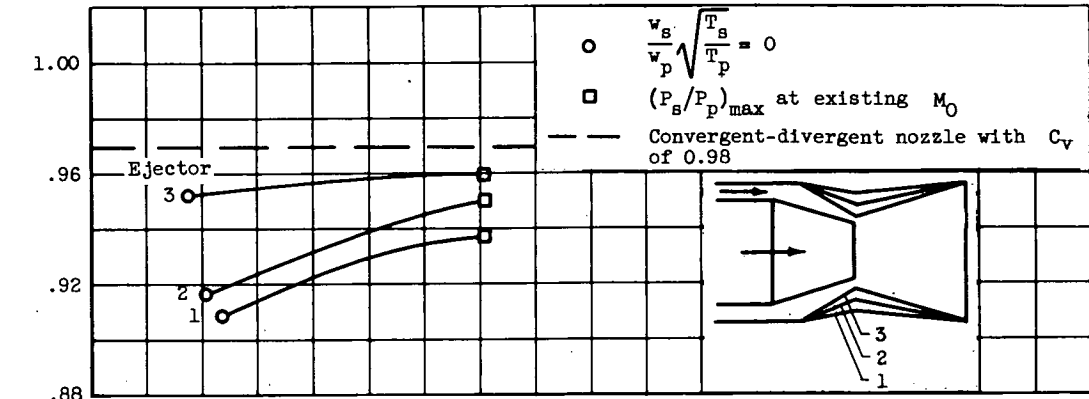 1.00
.96
.92
.88
Ejector
3
2
1
w_s/w_p √(T_s/T_p) = 0
(P_s/P_p)_max at existing M_0
Convergent-divergent nozzle with C_v
of 0.98
3
2
1